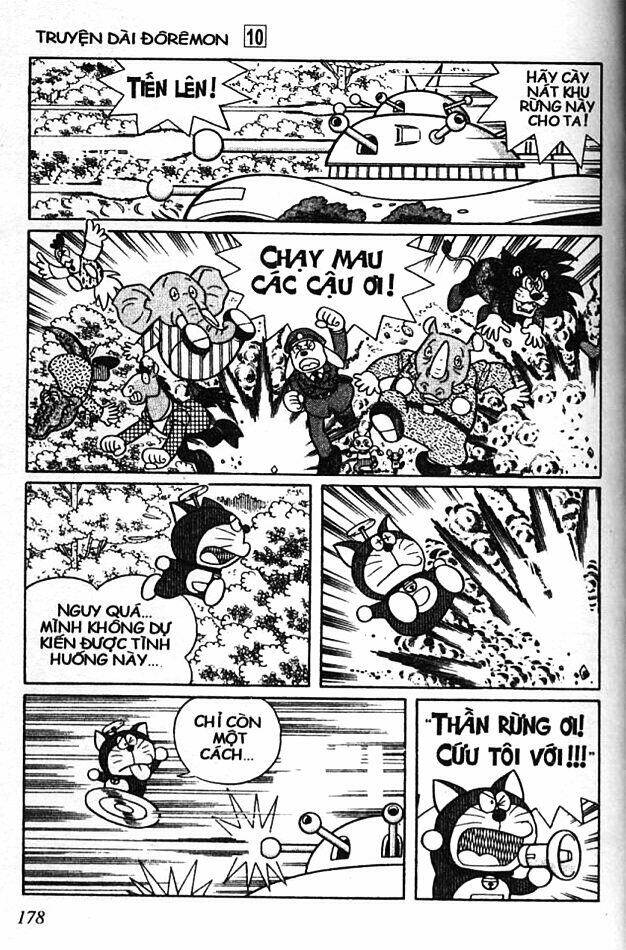 TRUYỆN DÀI ĐÔRÊMON 10
TIẾN LÊN!
HÃY CÀY
NÁT KHU
RỪNG NÀY
CHO TA!
CHẠY MAU
CÁC CẬU ƠI!
NGUY QUÁ...
MÌNH KHÔNG DỰ
KIẾN ĐƯỢC TÌNH
HUỐNG NÀY...
CHỈ CÒN
MỘT
CÁCH...
"THẦN RỪNG ƠI!
CỨU TÔI VỚI!!!"
178